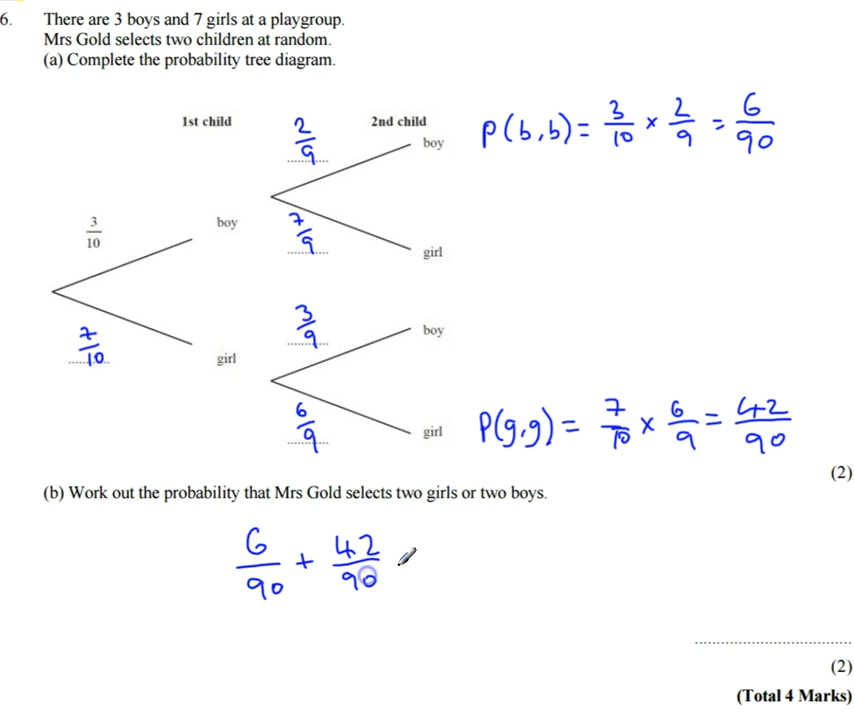 6. There are 3 boys and 7 girls at a playgroup.
Mrs Gold selects two children at random.
(a) Complete the probability tree diagram.
1st child
2nd child
2/9
boy
P(b,b) = 3/10 × 2/9 = 6/90
3/10
boy
7/9
girl
7/10
girl
3/9
boy
6/9
girl
P(g,g) = 7/10 × 6/9 = 42/90
(2)
(b) Work out the probability that Mrs Gold selects two girls or two boys.
6/90 + 42/90
(2)
(Total 4 Marks)